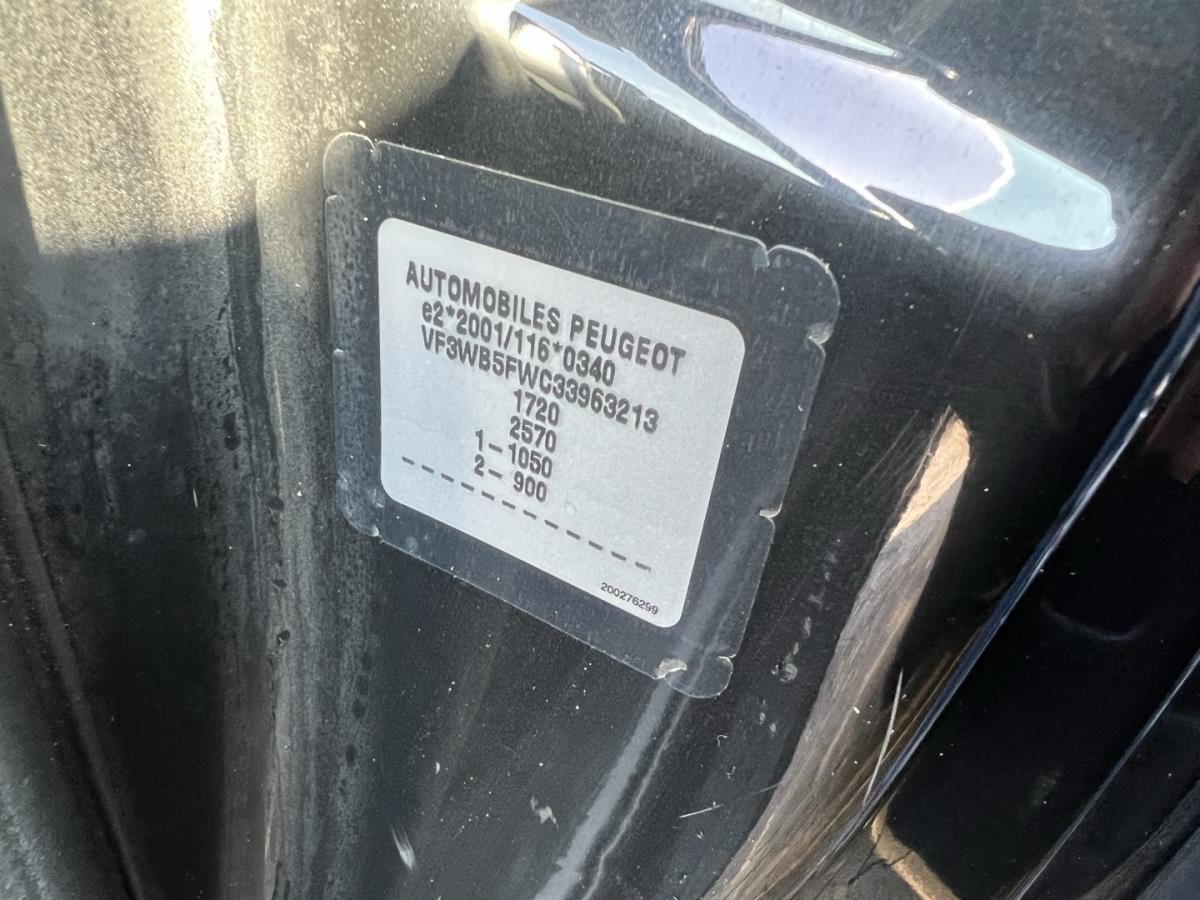 AUTOMOBILES PEUGEOT
e2*2001/116*0340
VF3WB5FWC33963213
1720
2570
1- 1050
2- 900
200276299